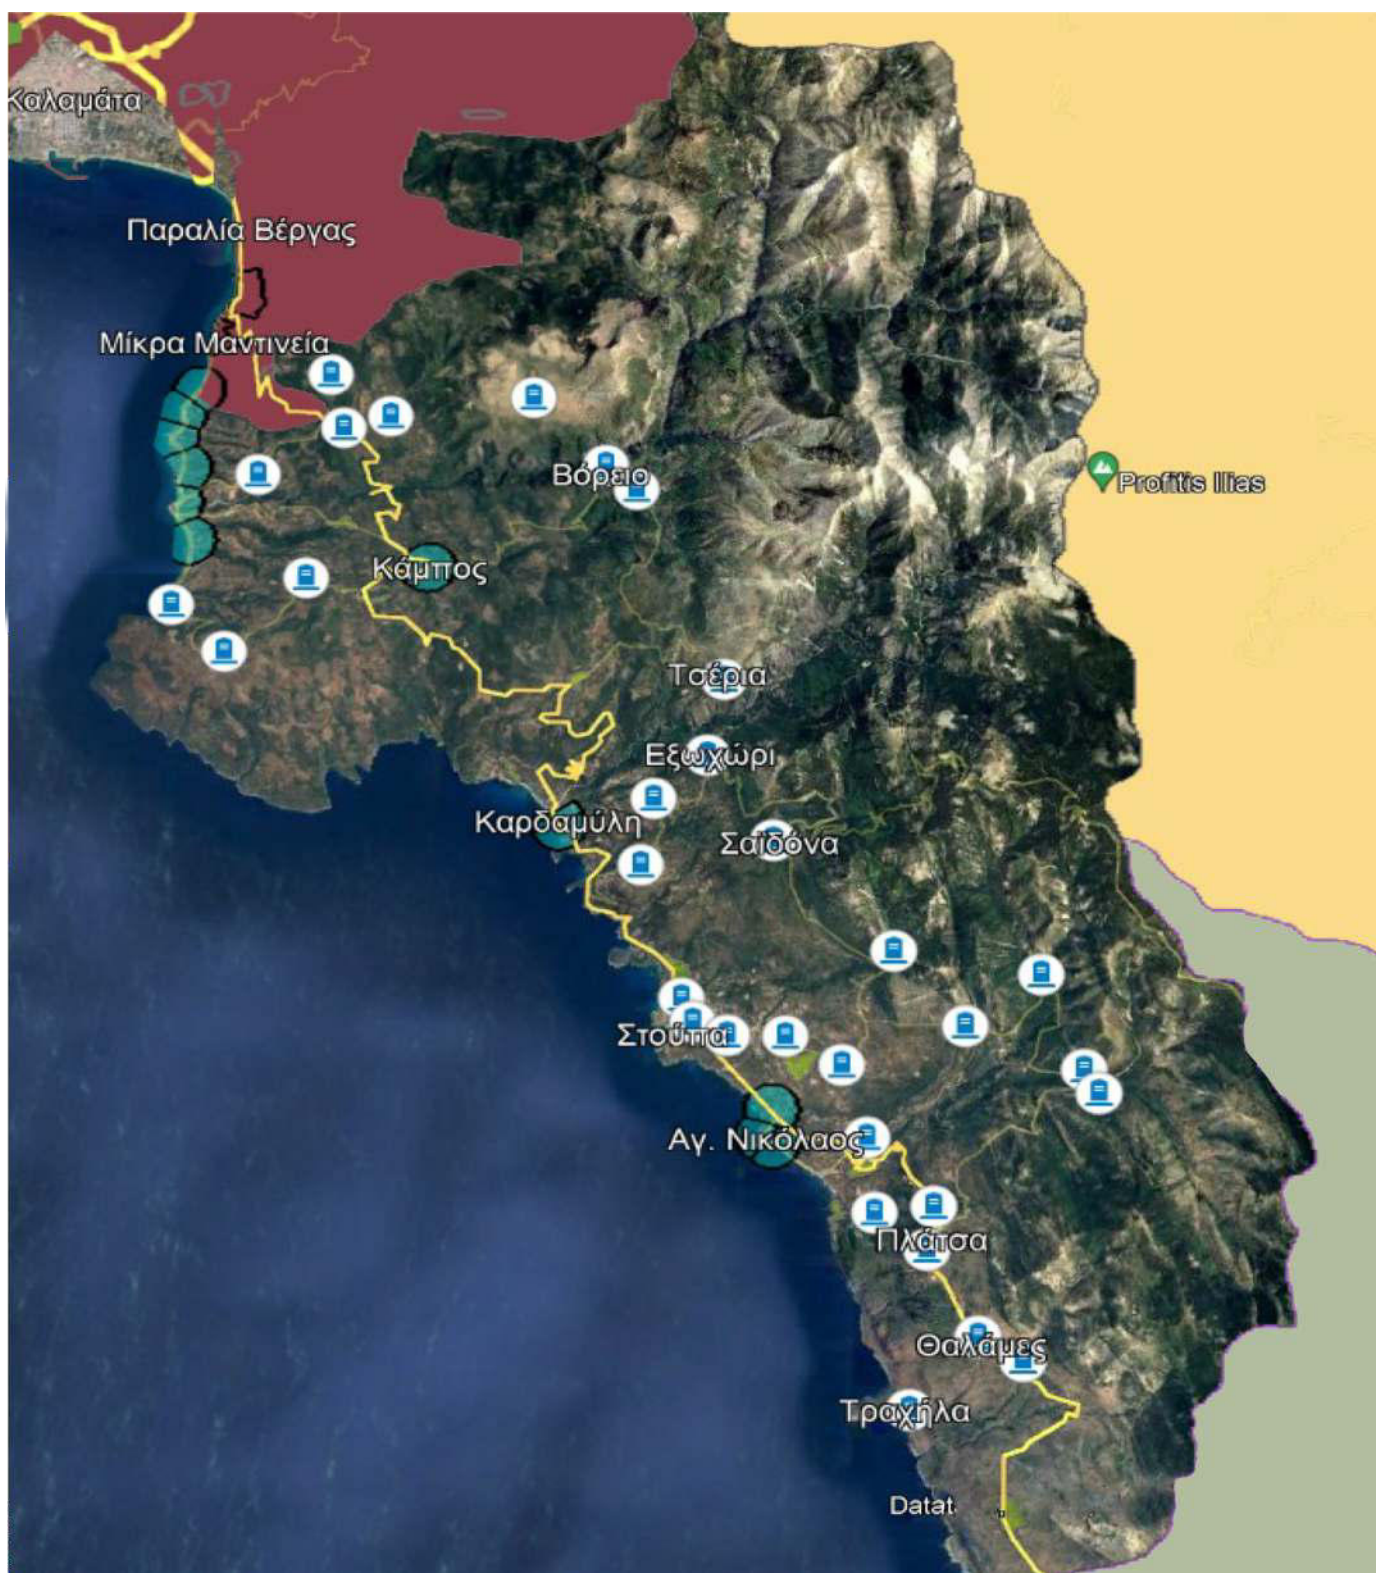 Καλαμάτα
Παραλία Βέργας
Μίκρα Μαντινεία
Βόρειο
Profitis Ilias
Κάμπος
Τσέρια
Εξωχώρι
Καρδαμύλη
Σαϊδόνα
Στούπα
Αγ. Νικόλαος
Πλάτσα
Θαλάμες
Τραχήλα
Datat